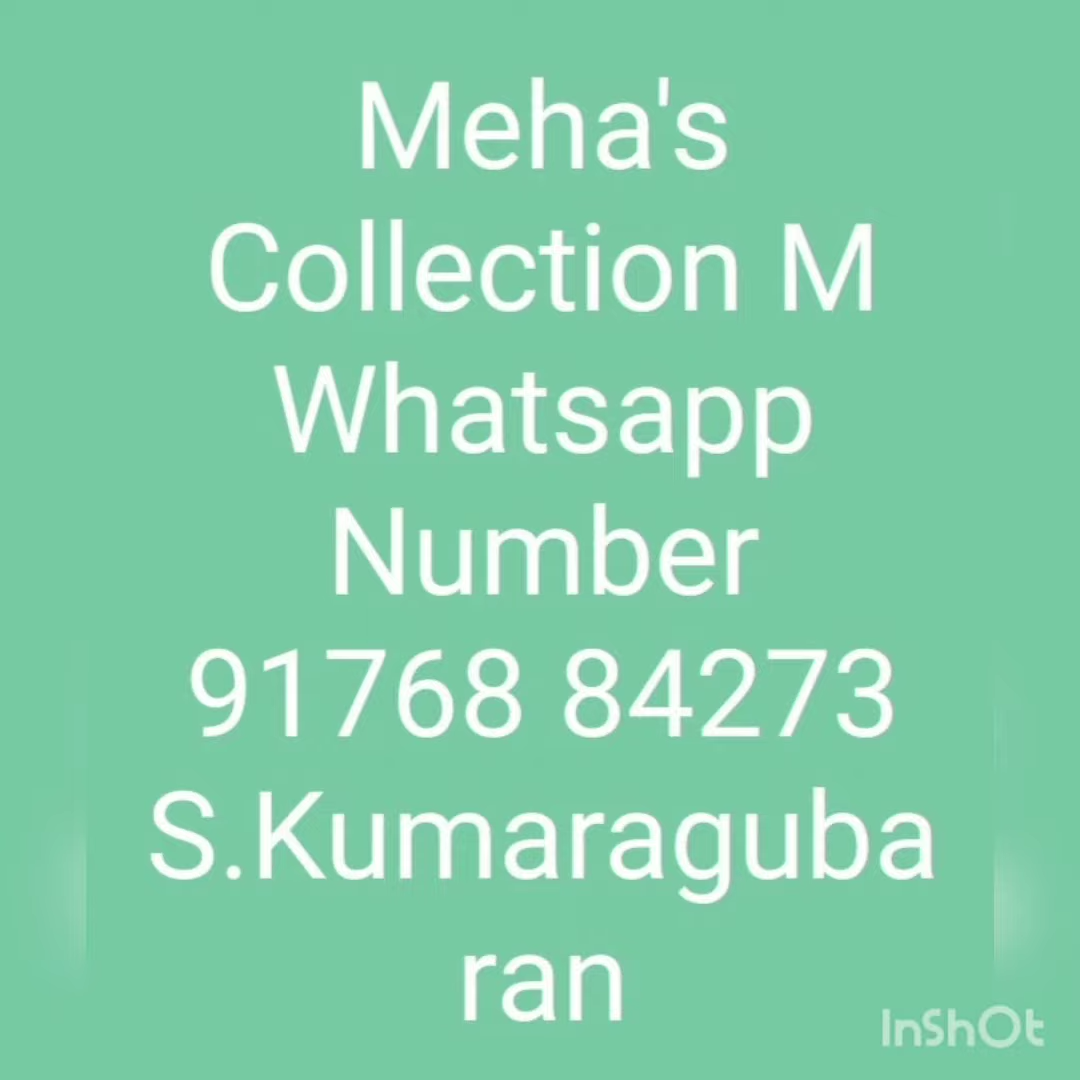 Meha's
Collection M
Whatsapp
Number
91768 84273
S.Kumaraguba
ran
InShOt